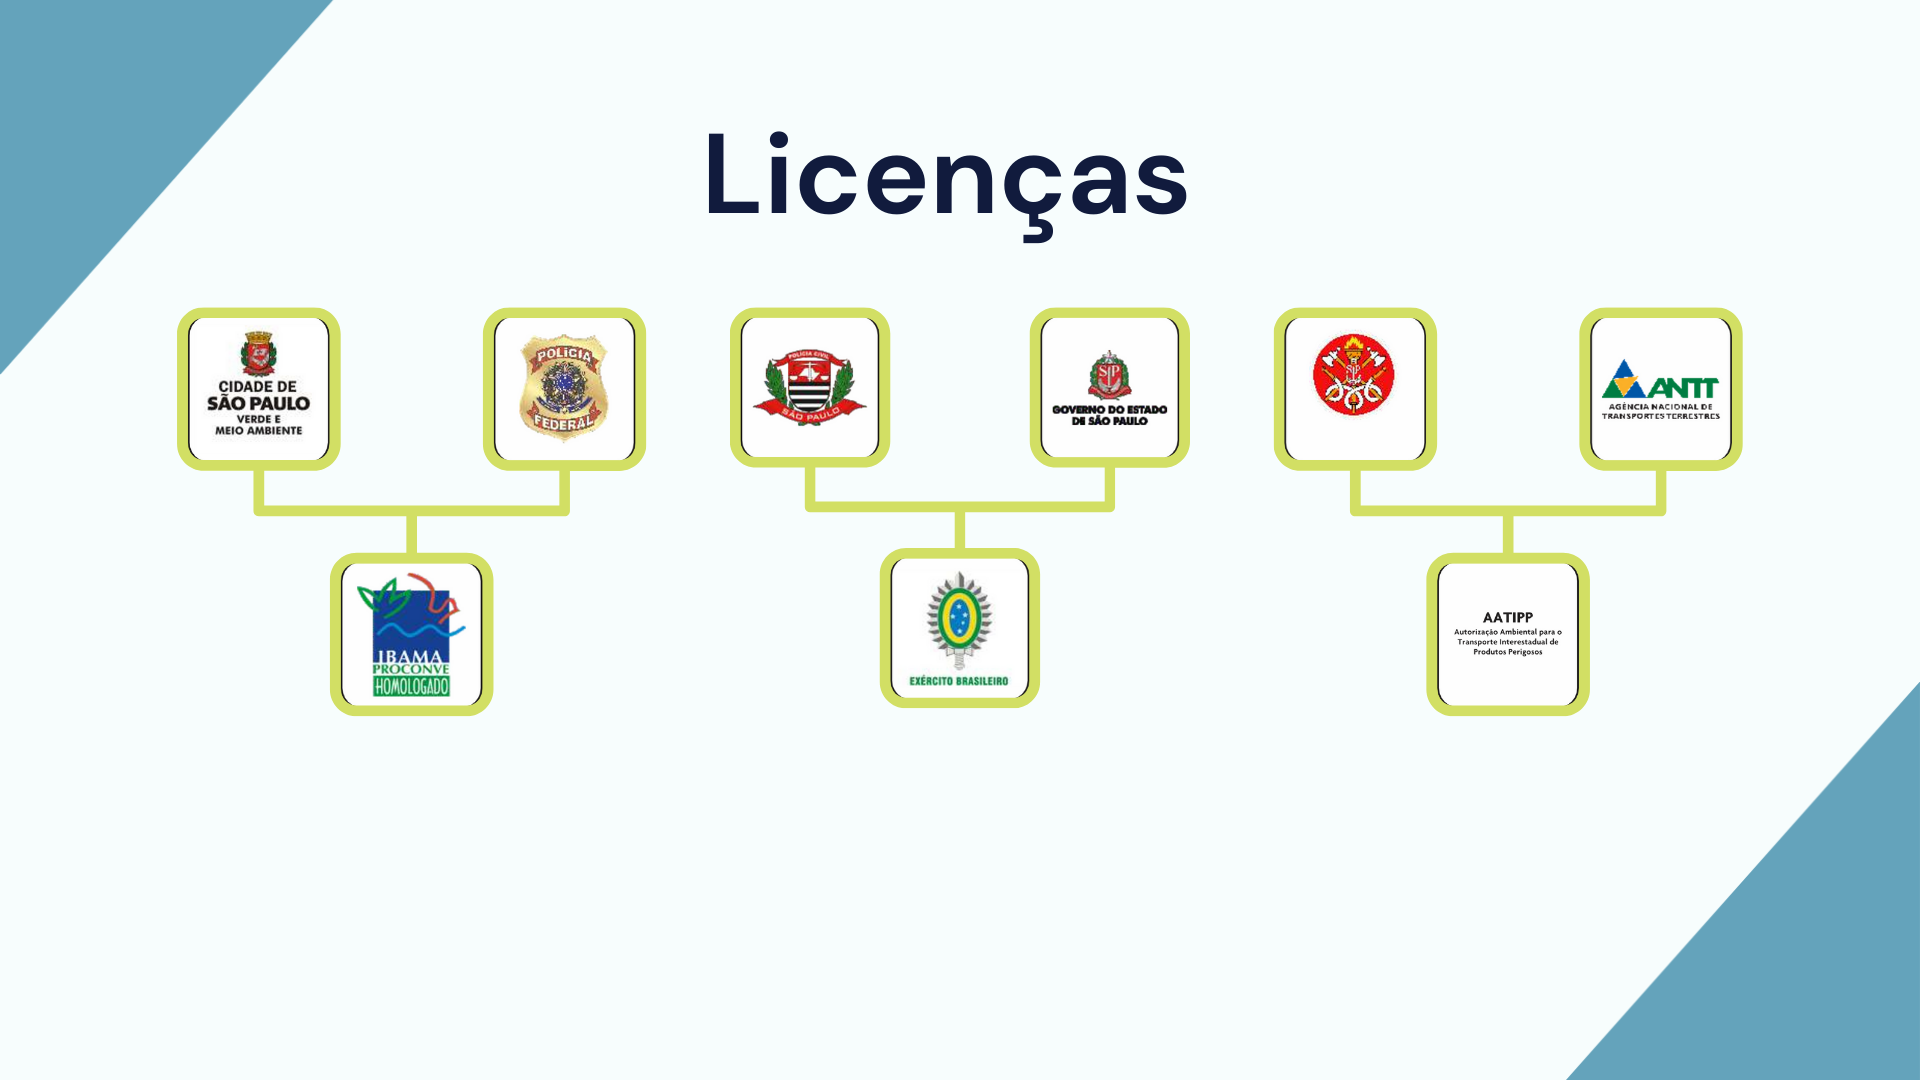 Licenças
CIDADE DE
SÃO PAULO
VERDE E
MEIO AMBIENTE
POLÍCIA
FEDERAL
POLÍCIA CIVIL
SÃO PAULO
SP
GOVERNO DO ESTADO
DE SÃO PAULO
SP
ANTT
AGÊNCIA NACIONAL DE
TRANSPORTES TERRESTRES
IBAMA
PROCONVE
HOMOLOGADO
EXÉRCITO BRASILEIRO
AATIPP
Autorização Ambiental para o
Transporte Interestadual de
Produtos Perigosos